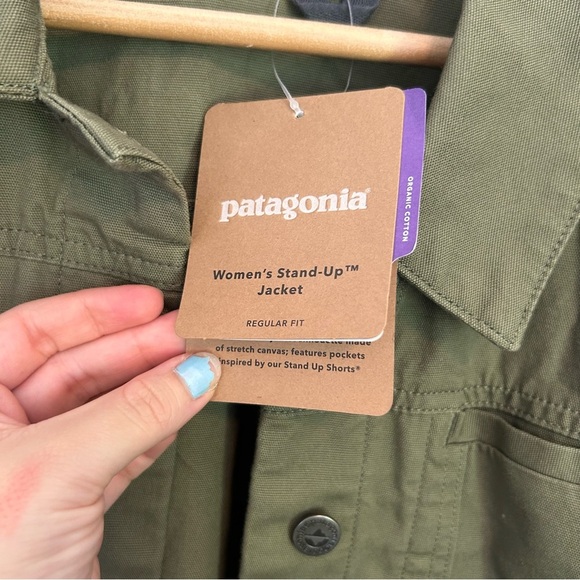 patagonia®
ORGANIC COTTON
Women's Stand-Up™
Jacket
REGULAR FIT
made
of stretch canvas; features pockets
inspired by our Stand Up Shorts®